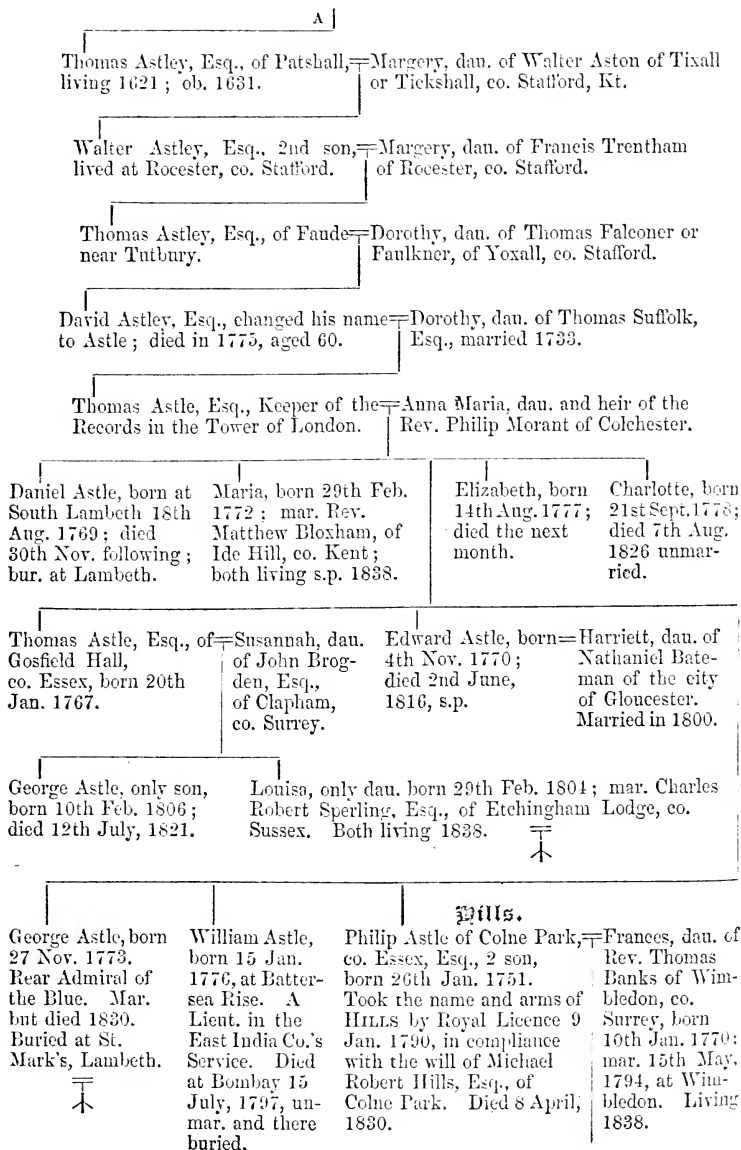 A
Thomas Astley, Esq., of Patshall,
living 1621 ; ob. 1631.
Margery, dau. of Walter Aston of Tixall
or Tickshall, co. Stafford, Kt.
Walter Astley, Esq., 2nd son,
lived at Rocester, co. Stafford.
Margery, dau. of Francis Trentham
of Rocester, co. Stafford.
Thomas Astley, Esq., of Faude
near Tutbury.
Dorothy, dau. of Thomas Falconer or
Faulkner, of Yoxall, co. Stafford.
David Astley, Esq., changed his name
to Astle ; died in 1775, aged 60.
Dorothy, dau. of Thomas Suffolk,
Esq., married 1733.
Thomas Astle, Esq., Keeper of the
Records in the Tower of London.
Anna Maria, dau. and heir of the
Rev. Philip Morant of Colchester.
Daniel Astle, born at
South Lambeth 18th
Aug. 1769 ; died
30th Nov. following ;
bur. at Lambeth.
Maria, born 29th Feb.
1772 ; mar. Rev.
Matthew Bloxham, of
Ide Hill, co. Kent ;
both living s.p. 1838.
Elizabeth, born
14th Aug. 1777 ;
died the next
month.
Charlotte, born
21st Sept. 1778 ;
died 7th Aug.
1826 unmar-
ried.
Thomas Astle, Esq., of
Gosfield Hall,
co. Essex, born 20th
Jan. 1767.
Susannah, dau.
of John Brog-
den, Esq.,
of Clapham,
co. Surrey.
Edward Astle, born
4th Nov. 1770 ;
died 2nd June,
1816, s.p.
Harriett, dau. of
Nathaniel Bate-
man of the city
of Gloucester.
Married in 1800.
George Astle, only son,
born 10th Feb. 1806 ;
died 12th July, 1821.
Louisa, only dau. born 29th Feb. 1804 ; mar. Charles
Robert Sperling, Esq., of Etchingham Lodge, co.
Sussex. Both living 1838.
George Astle, born
27 Nov. 1773.
Rear Admiral of
the Blue. Mar.
but died 1830.
Buried at St.
Mark's, Lambeth.
William Astle,
born 15 Jan.
1776, at Batter-
sea Rise. A
Lieut. in the
East India Co.'s
Service. Died
at Bombay 15
July, 1797, un-
mar. and there
buried.
Hills.
Philip Astle of Colne Park,
co. Essex, Esq., 2 son,
born 26th Jan. 1751.
Took the name and arms of
HILLS by Royal Licence 9
Jan. 1790, in compliance
with the will of Michael
Robert Hills, Esq., of
Colne Park. Died 8 April,
1830.
Frances, dau. of
Rev. Thomas
Banks of Wim-
bledon, co.
Surrey, born
10th Jan. 1770 ;
mar. 15th May,
1794, at Wim-
bledon. Living
1838.